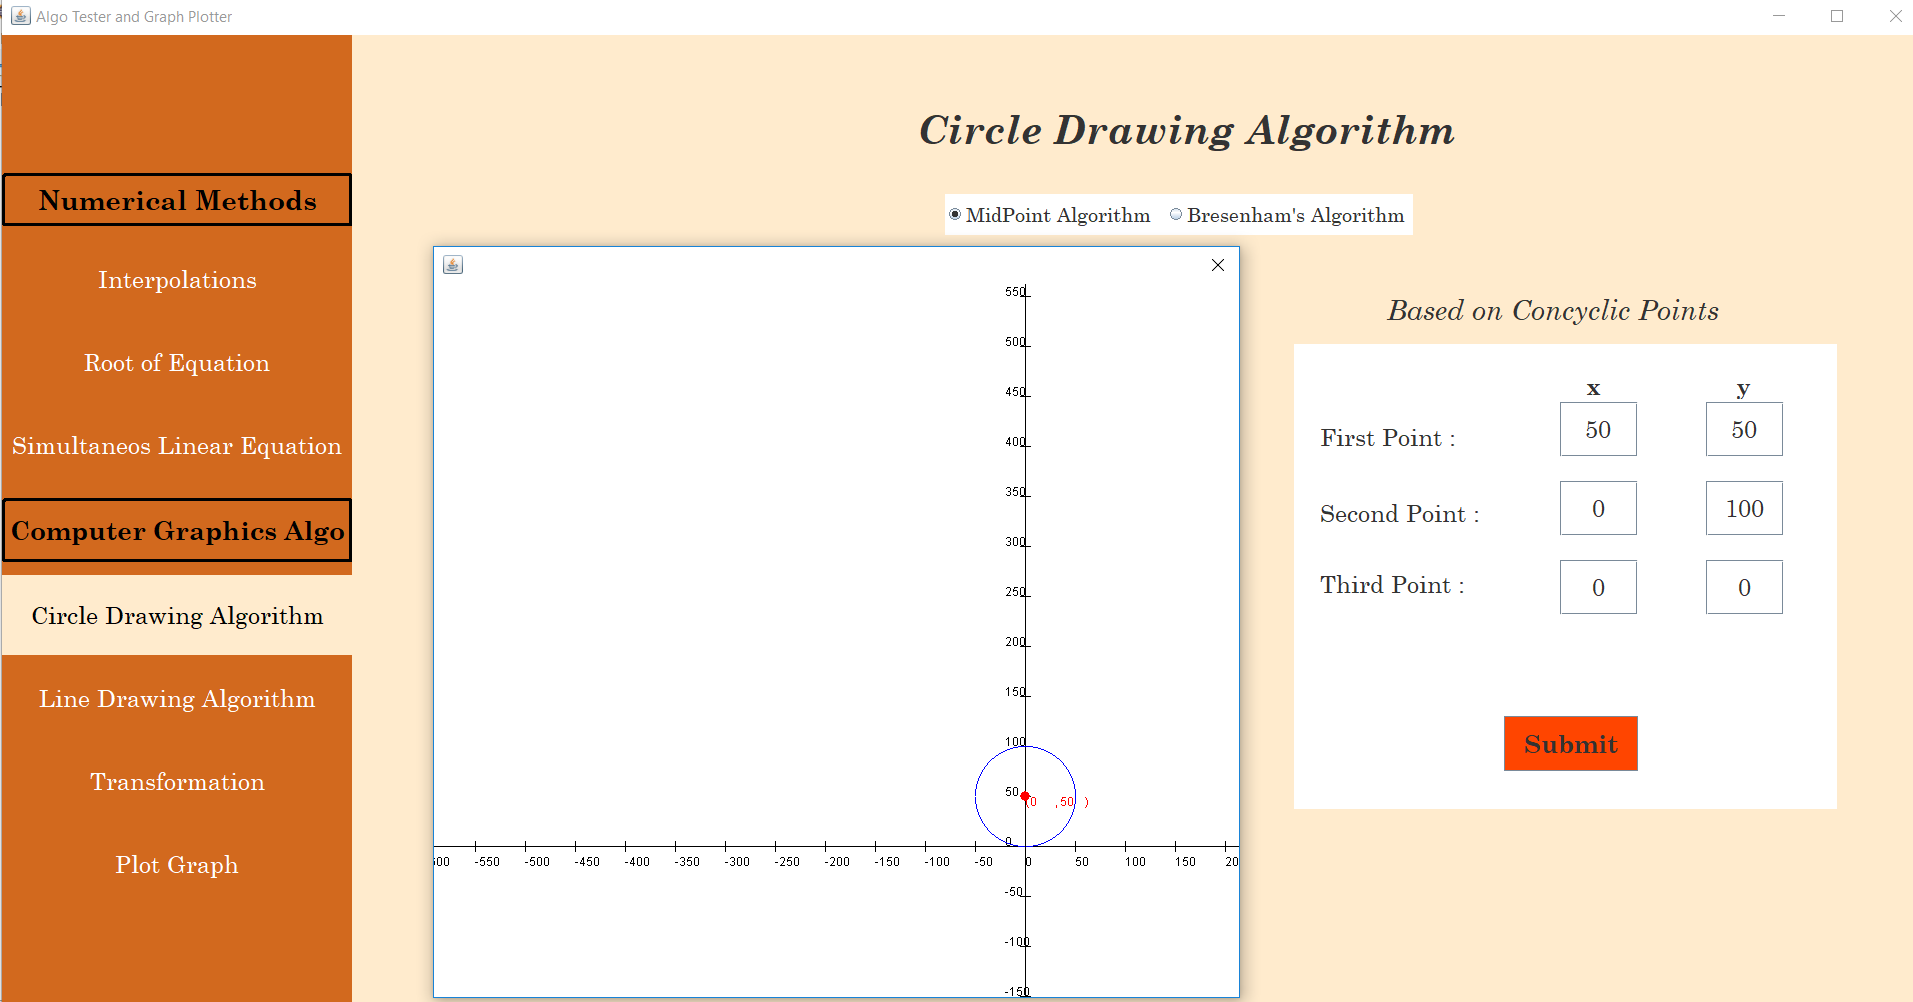 Algo Tester and Graph Plotter
Circle Drawing Algorithm
MidPoint Algorithm Bresenham's Algorithm
Numerical Methods
Interpolations
Root of Equation
Simultaneos Linear Equation
Computer Graphics Algo
Circle Drawing Algorithm
Line Drawing Algorithm
Transformation
Plot Graph
550
500
450
400
350
300
250
200
150
100
50
(0 ,50 )
0
-550 -500 -450 -400 -350 -300 -250 -200 -150 -100 -50 0 50 100 150
-50
-100
-150
Based on Concyclic Points
x y
First Point : 50 50
Second Point : 0 100
Third Point : 0 0
Submit